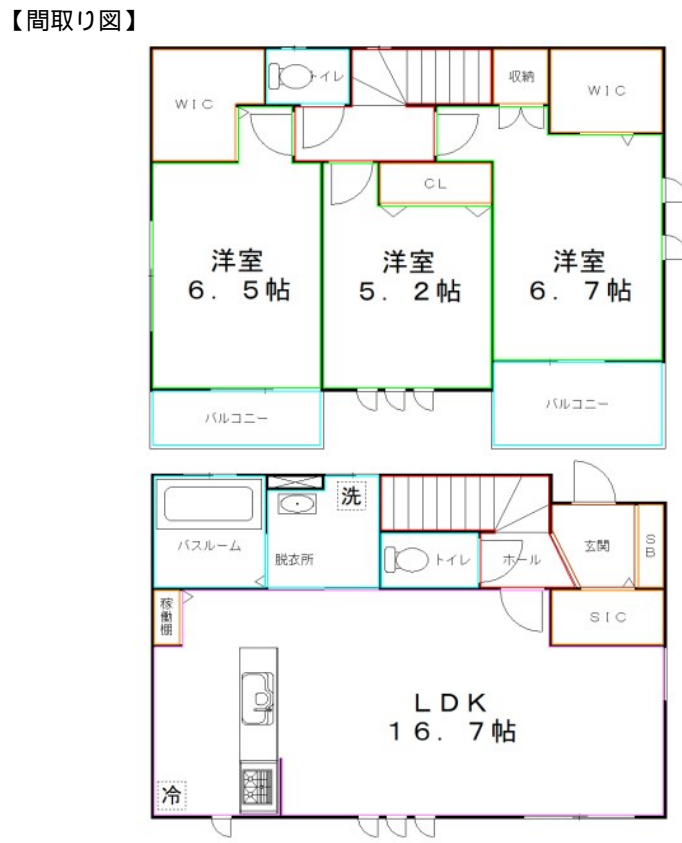 【間取り図】
WIC
トイレ
収納
WIC
CL
洋室
6．5帖
洋室
5．2帖
洋室
6．7帖
バルコニー
バルコニー
洗
バスルーム
脱衣所
トイレ
ホール
玄関
SB
稼働棚
SIC
LDK
16．7帖
冷